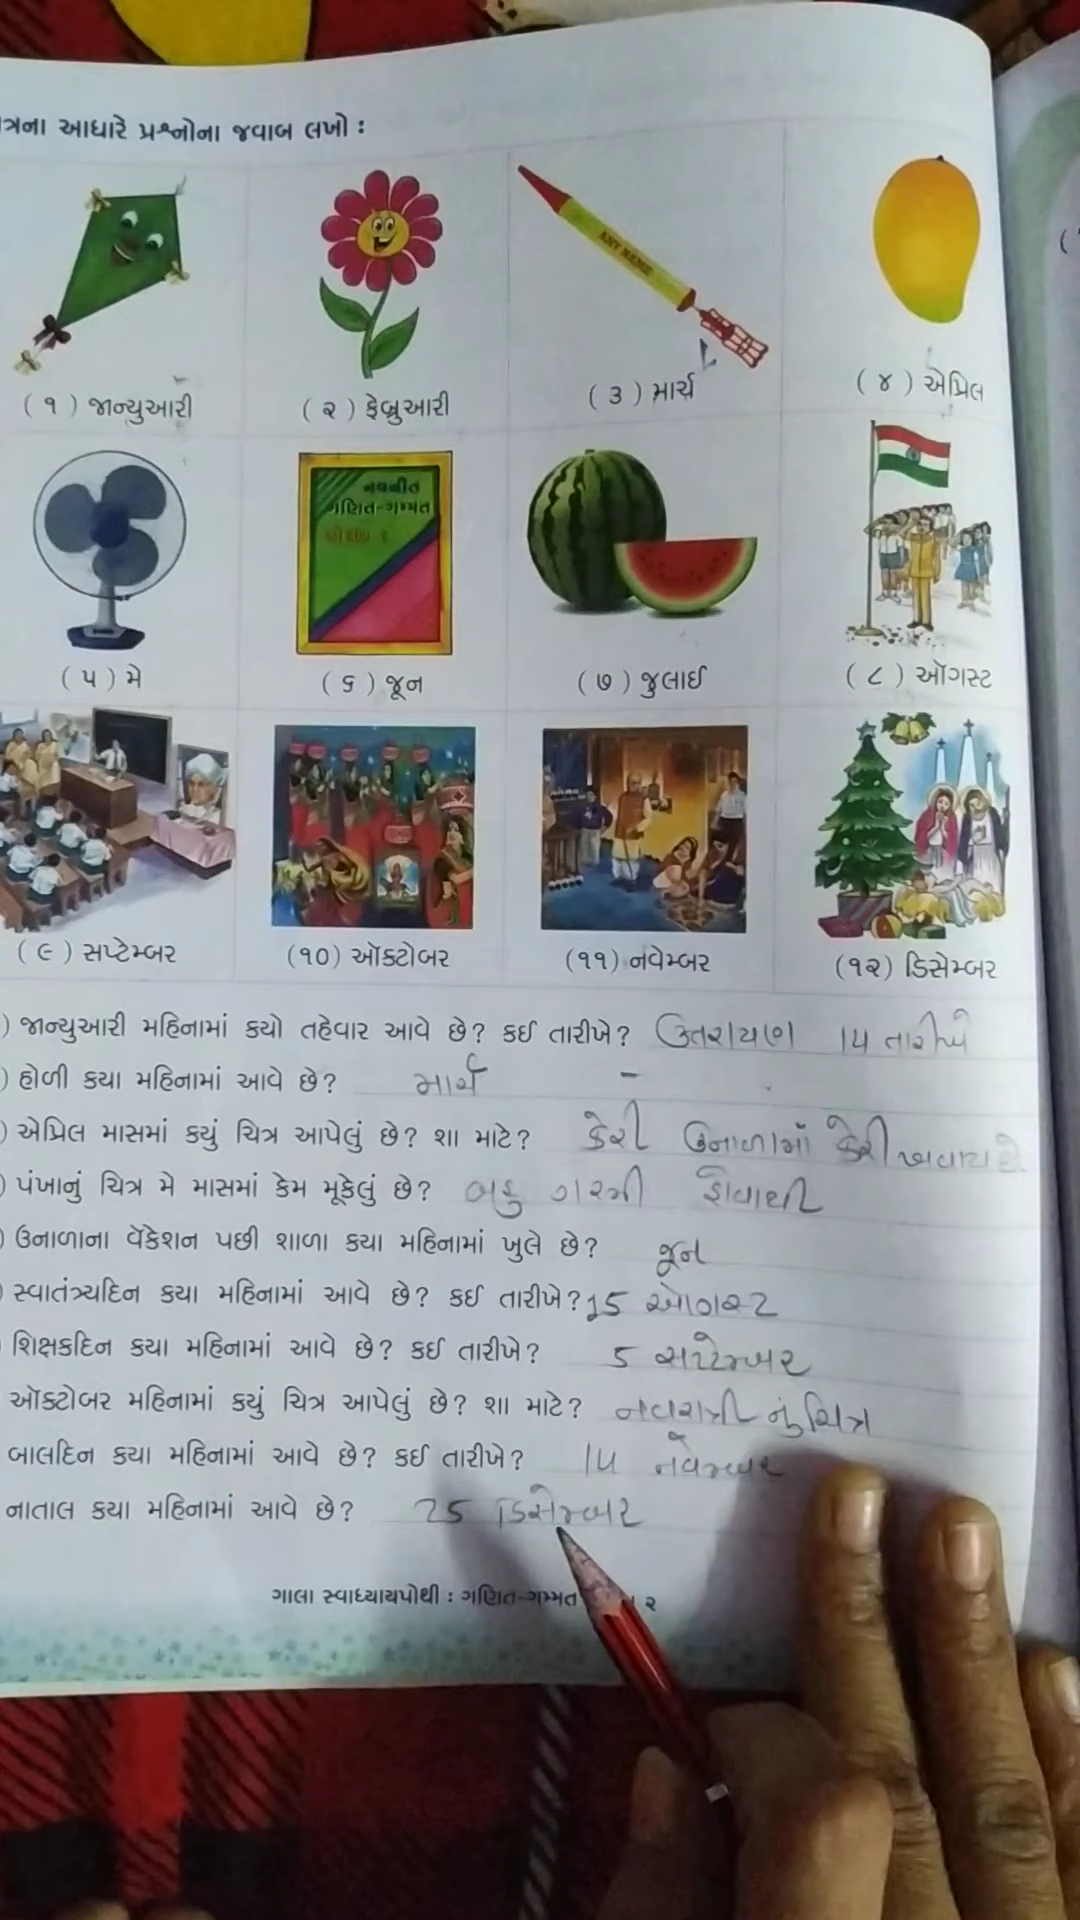 ત્રના આધારે પ્રશ્નોના જવાબ લખો :
ANY NAME
( ૧ ) જાન્યુઆરી
( ૨ ) ફેબ્રુઆરી
( ૩ ) માર્ચ
( ૪ ) એપ્રિલ
નવનીત
ગણિત-ગમ્મત
( ૫ ) મે
( ૬ ) જૂન
( ૭ ) જુલાઈ
( ૮ ) ઑગસ્ટ
( ૯ ) સપ્ટેમ્બર
(૧૦) ઑક્ટોબર
(૧૧) નવેમ્બર
(૧૨) ડિસેમ્બર
) જાન્યુઆરી મહિનામાં કયો તહેવાર આવે છે? કઈ તારીખે? ઉતરાયણ 14 તારીખે
) હોળી કયા મહિનામાં આવે છે? માર્ચ -
) એપ્રિલ માસમાં કયું ચિત્ર આપેલું છે? શા માટે? કેરી ઉનાળામાં કેરી ખવાય છે
) પંખાનું ચિત્ર મે માસમાં કેમ મૂકેલું છે? બહુ ગરમી હોવાથી
) ઉનાળાના વૅકેશન પછી શાળા કયા મહિનામાં ખુલે છે? જૂન
સ્વાતંત્ર્યદિન કયા મહિનામાં આવે છે? કઈ તારીખે? 15 ઓગસ્ટ
શિક્ષકદિન કયા મહિનામાં આવે છે? કઈ તારીખે? 5 સપ્ટેમ્બર
ઑક્ટોબર મહિનામાં કયું ચિત્ર આપેલું છે? શા માટે? નવરાત્રી નું ચિત્ર
બાલદિન કયા મહિનામાં આવે છે? કઈ તારીખે? 14 નવેમ્બર
નાતાલ કયા મહિનામાં આવે છે? 25 ડિસેમ્બર
ગાલા સ્વાધ્યાયપોથી : ગણિત-ગમ્મત ૨